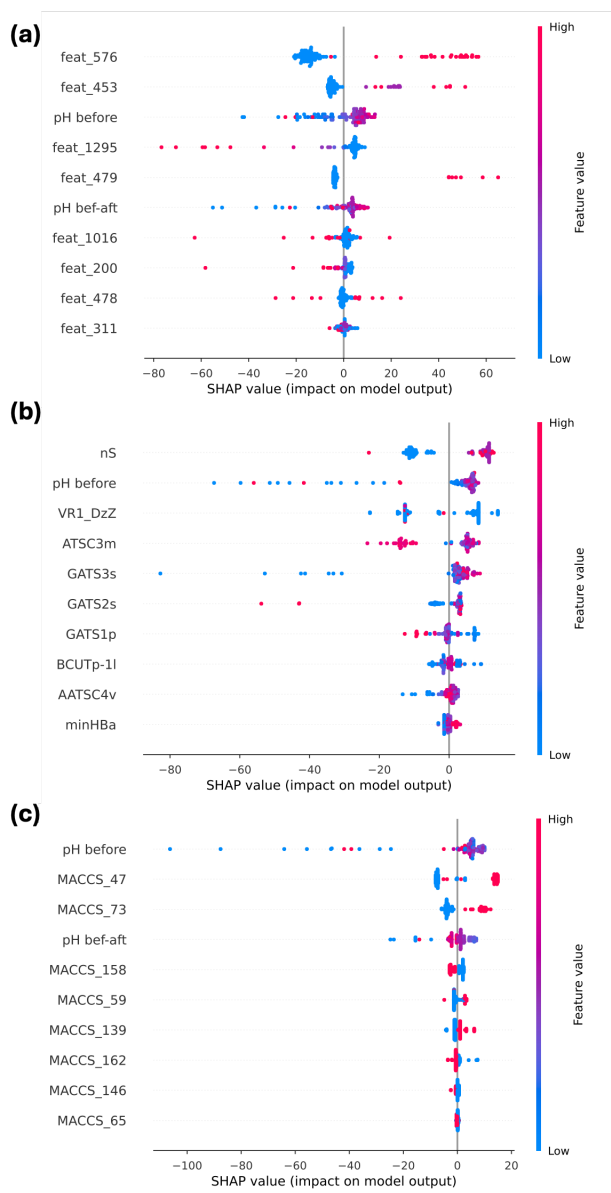 (a)
High
feat_576
feat_453
pH before
feat_1295
feat_479
pH bef-aft
feat_1016
feat_200
feat_478
feat_311
Feature value
Low
−80 −60 −40 −20 0 20 40 60
SHAP value (impact on model output)
(b)
High
nS
pH before
VR1_DzZ
ATSC3m
GATS3s
GATS2s
GATS1p
BCUTp-1l
AATSC4v
minHBa
Feature value
Low
−80 −60 −40 −20 0
SHAP value (impact on model output)
(c)
High
pH before
MACCS_47
MACCS_73
pH bef-aft
MACCS_158
MACCS_59
MACCS_139
MACCS_162
MACCS_146
MACCS_65
Feature value
Low
−100 −80 −60 −40 −20 0 20
SHAP value (impact on model output)